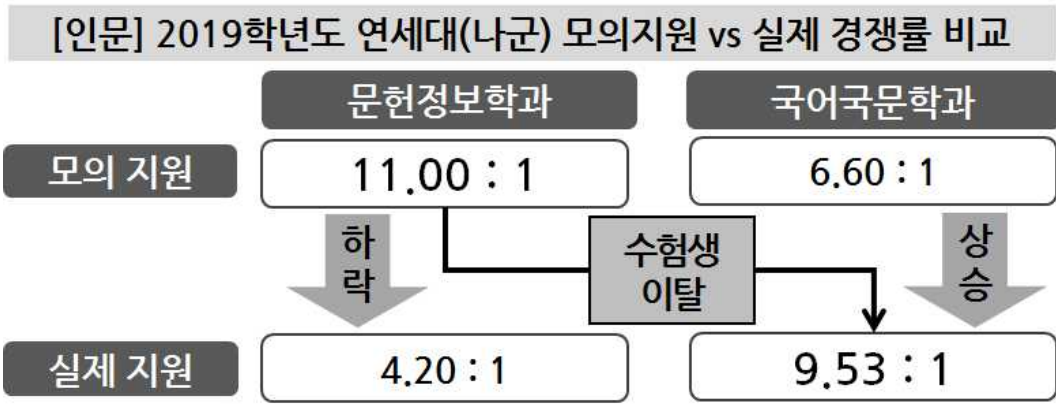 [인문] 2019학년도 연세대(나군) 모의지원 vs 실제 경쟁률 비교
문헌정보학과
국어국문학과
모의 지원
11.00 : 1
6.60 : 1
하
락
수험생
이탈
상
승
실제 지원
4.20 : 1
9.53 : 1